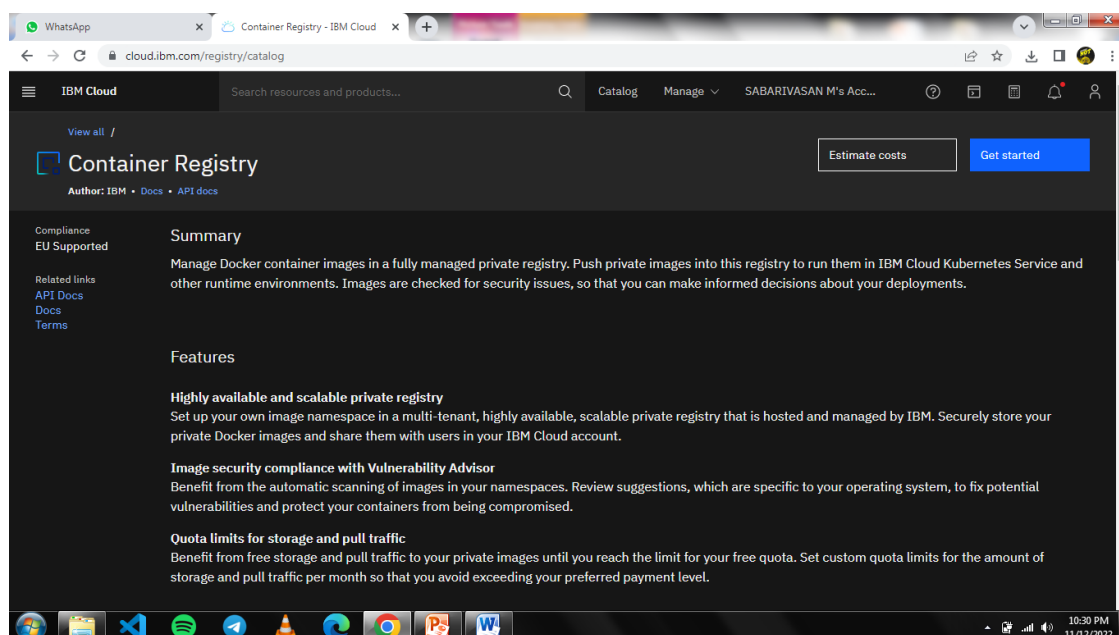 WhatsApp
Container Registry - IBM Cloud
cloud.ibm.com/registry/catalog
IBM Cloud
Search resources and products...
Catalog
Manage
SABARIVASAN M's Acc...
View all /
Container Registry
Author: IBM • Docs • API docs
Estimate costs
Get started
Compliance
EU Supported
Related links
API Docs
Docs
Terms
Summary
Manage Docker container images in a fully managed private registry. Push private images into this registry to run them in IBM Cloud Kubernetes Service and
other runtime environments. Images are checked for security issues, so that you can make informed decisions about your deployments.
Features
Highly available and scalable private registry
Set up your own image namespace in a multi-tenant, highly available, scalable private registry that is hosted and managed by IBM. Securely store your
private Docker images and share them with users in your IBM Cloud account.
Image security compliance with Vulnerability Advisor
Benefit from the automatic scanning of images in your namespaces. Review suggestions, which are specific to your operating system, to fix potential
vulnerabilities and protect your containers from being compromised.
Quota limits for storage and pull traffic
Benefit from free storage and pull traffic to your private images until you reach the limit for your free quota. Set custom quota limits for the amount of
storage and pull traffic per month so that you avoid exceeding your preferred payment level.
10:30 PM
11/12/2022